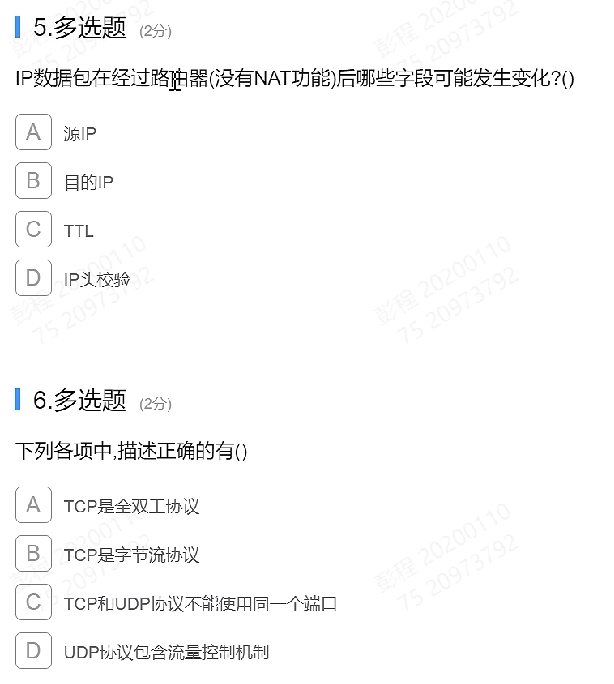 5.多选题 (2分)
IP数据包在经过路由器(没有NAT功能)后哪些字段可能发生变化?()
A 源IP
B 目的IP
C TTL
D IP头校验
6.多选题 (2分)
下列各项中,描述正确的有()
A TCP是全双工协议
B TCP是字节流协议
C TCP和UDP协议不能使用同一个端口
D UDP协议包含流量控制机制
彭程 20200110
75 20973792